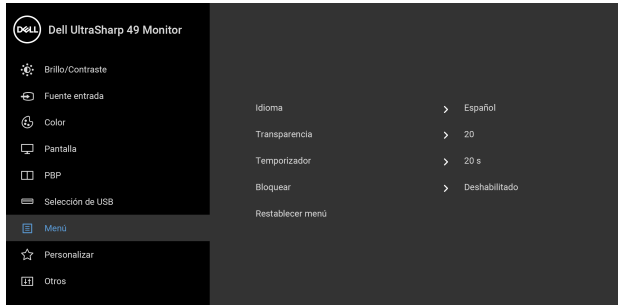 DELL Dell UltraSharp 49 Monitor
Brillo/Contraste
Fuente entrada
Color
Pantalla
PBP
Selección de USB
Menú
Personalizar
Otros
Idioma Español
Transparencia 20
Temporizador 20 s
Bloquear Deshabilitado
Restablecer menú